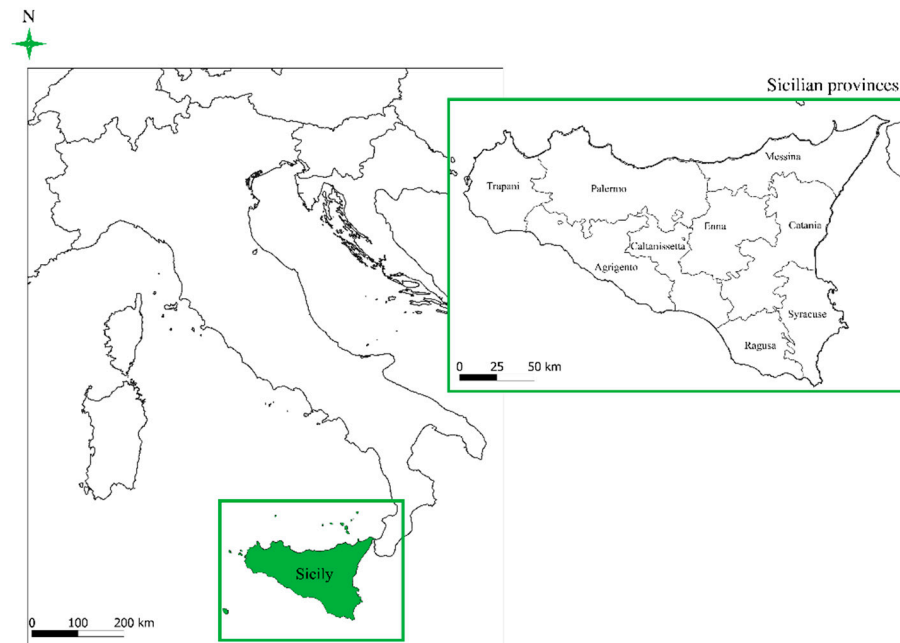 N
Sicilian provinces
Messina
Trapani
Palermo
Enna
Catania
Caltanissetta
Agrigento
Syracuse
Ragusa
0 25 50 km
Sicily
0 100 200 km